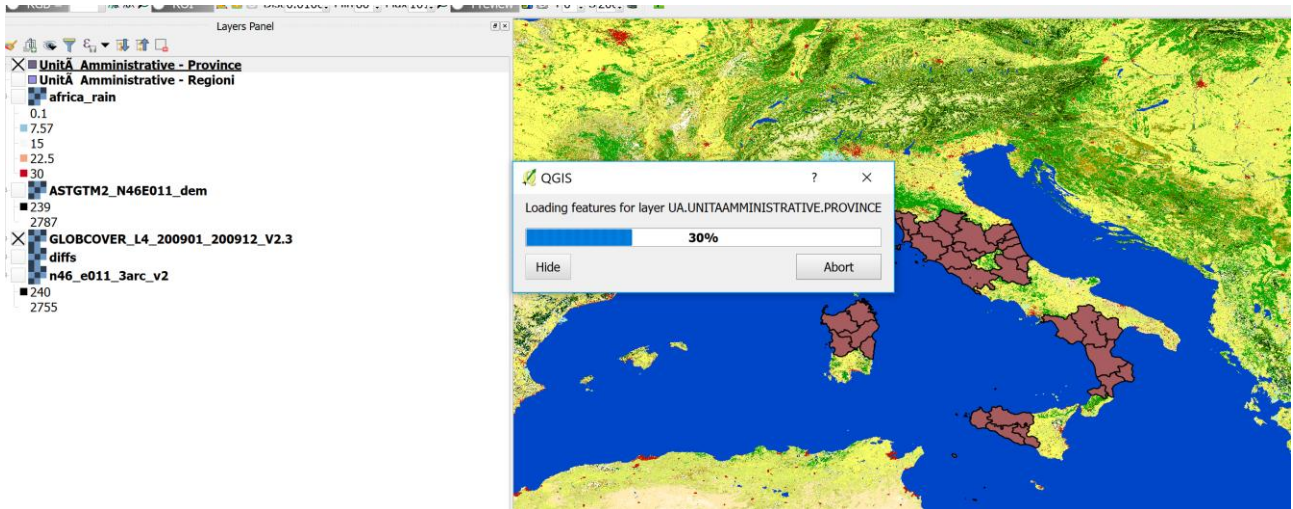 Layers Panel
UnitÃ Amministrative - Province
UnitÃ Amministrative - Regioni
africa_rain
0.1
7.57
15
22.5
30
ASTGTM2_N46E011_dem
239
2787
GLOBCOVER_L4_200901_200912_V2.3
diffs
n46_e011_3arc_v2
240
2755
QGIS
Loading features for layer UA.UNITAAMMINISTRATIVE.PROVINCE
30%
Hide
Abort